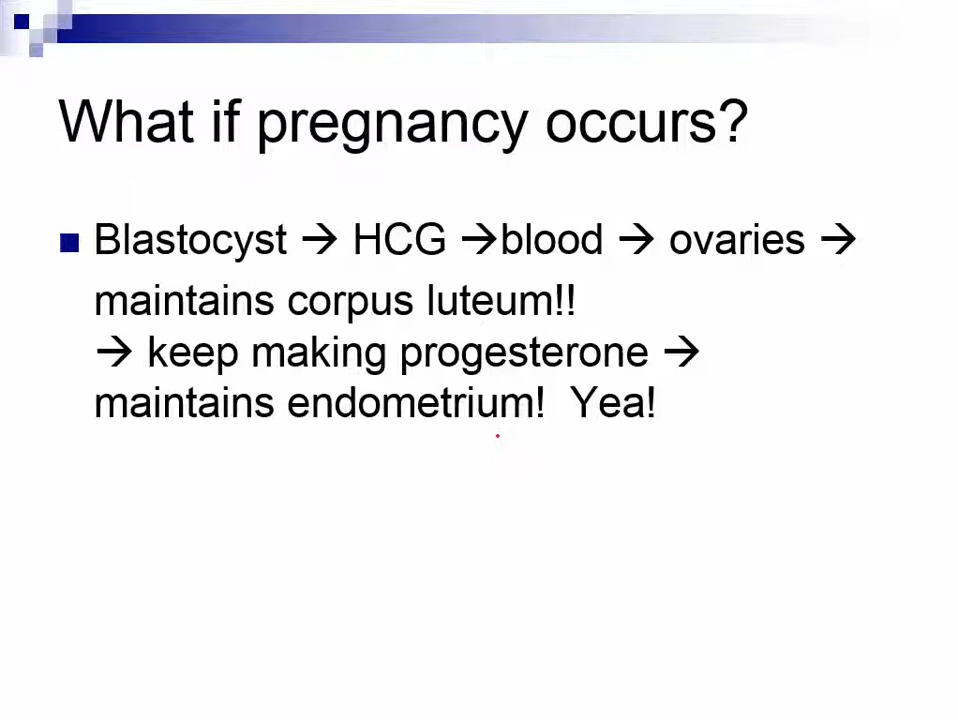 What if pregnancy occurs?
Blastocyst → HCG →blood → ovaries →
maintains corpus luteum!!
→ keep making progesterone →
maintains endometrium! Yea!